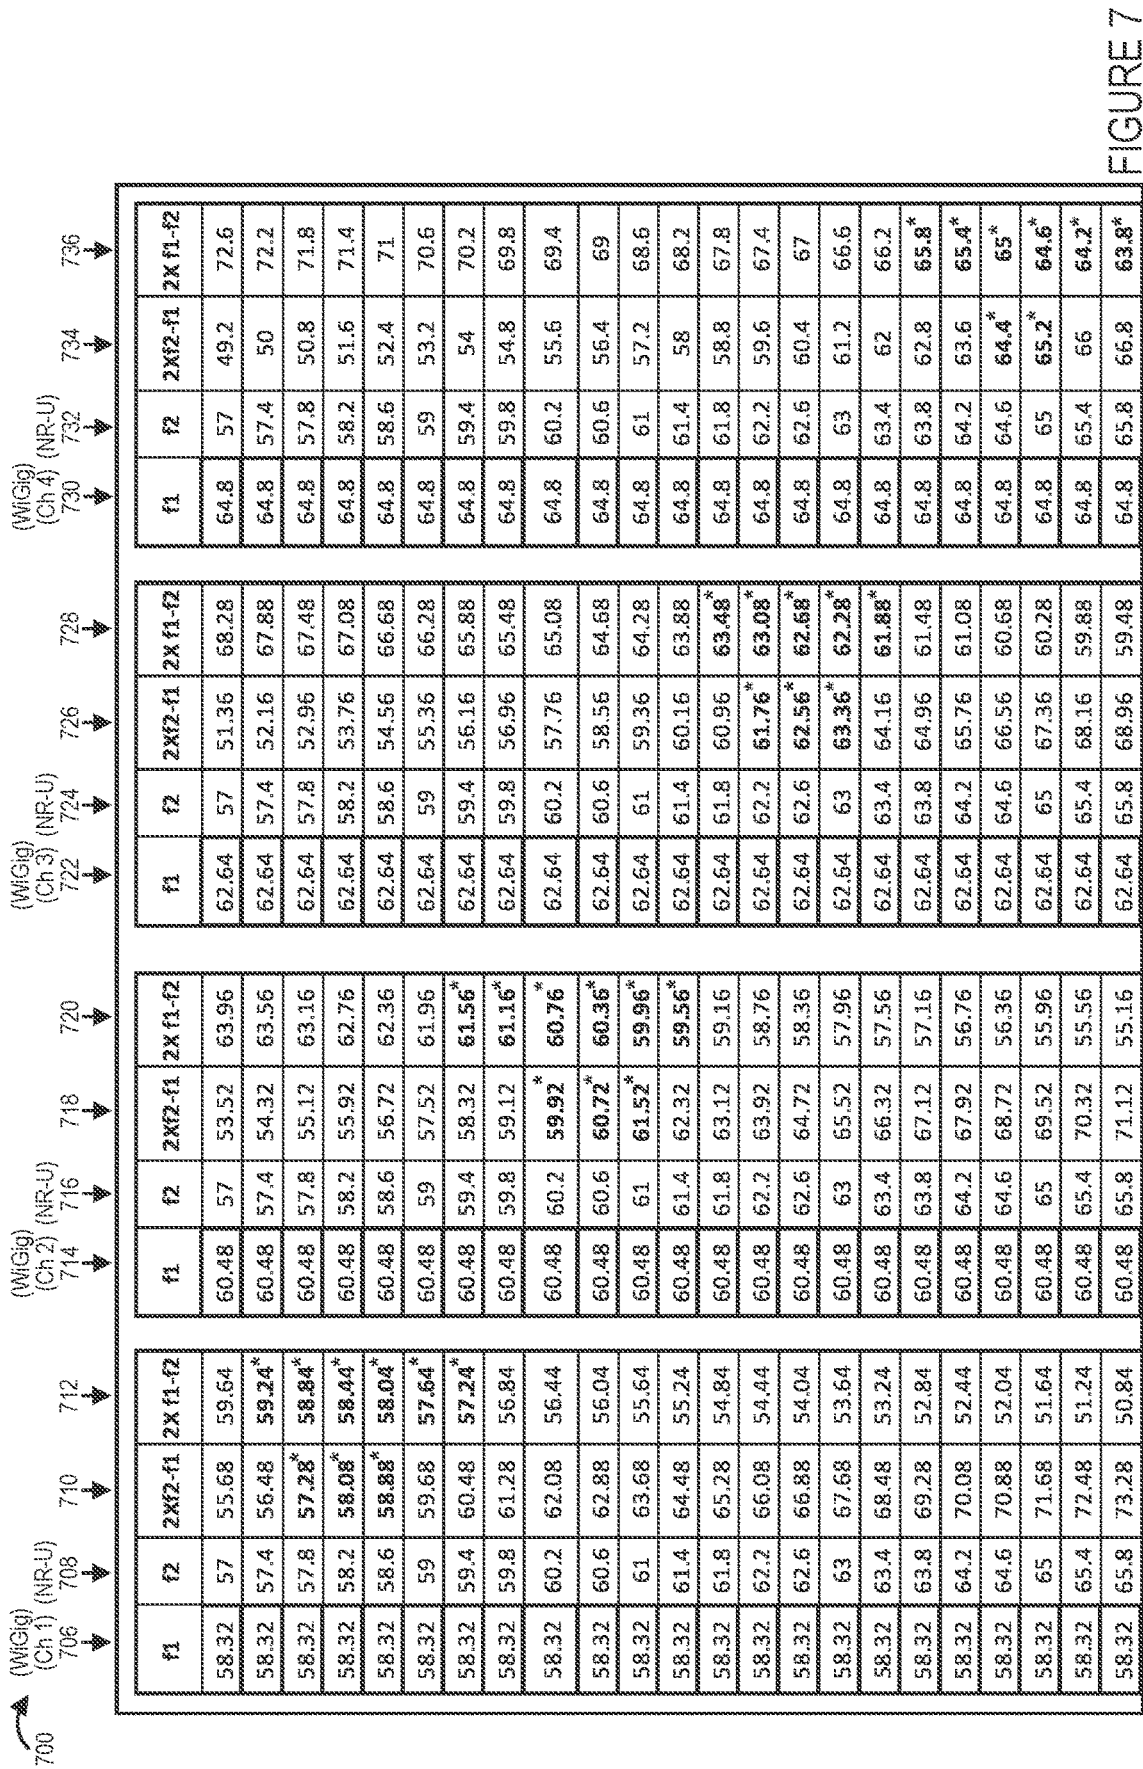 700
(WiGig) (WiGig) (WiGig) (WiGig)
(Ch 1) (NR-U) (Ch 2) (NR-U) (Ch 3) (NR-U) (Ch 4) (NR-U)
706 708 710 712 714 716 718 720 722 724 726 728 730 732 734 736
f1 f2 2Xf2-f1 2X f1-f2 f1 f2 2Xf2-f1 2X f1-f2 f1 f2 2Xf2-f1 2X f1-f2 f1 f2 2Xf2-f1 2X f1-f2
58.32 57 55.68 59.64 60.48 57 53.52 63.96 62.64 57 51.36 68.28 64.8 57 49.2 72.6
58.32 57.4 56.48 59.24* 60.48 57.4 54.32 63.56 62.64 57.4 52.16 67.88 64.8 57.4 50 72.2
58.32 57.8 57.28* 58.84* 60.48 57.8 55.12 63.16 62.64 57.8 52.96 67.48 64.8 57.8 50.8 71.8
58.32 58.2 58.08* 58.44* 60.48 58.2 55.92 62.76 62.64 58.2 53.76 67.08 64.8 58.2 51.6 71.4
58.32 58.6 58.88* 58.04* 60.48 58.6 56.72 62.36 62.64 58.6 54.56 66.68 64.8 58.6 52.4 71
58.32 59 59.68 57.64* 60.48 59 57.52 61.96 62.64 59 55.36 66.28 64.8 59 53.2 70.6
58.32 59.4 60.48 57.24* 60.48 59.4 58.32 61.56* 62.64 59.4 56.16 65.88 64.8 59.4 54 70.2
58.32 59.8 61.28 56.84 60.48 59.8 59.12 61.16* 62.64 59.8 56.96 65.48 64.8 59.8 54.8 69.8
58.32 60.2 62.08 56.44 60.48 60.2 59.92* 60.76* 62.64 60.2 57.76 65.08 64.8 60.2 55.6 69.4
58.32 60.6 62.88 56.04 60.48 60.6 60.72* 60.36* 62.64 60.6 58.56 64.68 64.8 60.6 56.4 69
58.32 61 63.68 55.64 60.48 61 61.52* 59.96* 62.64 61 59.36 64.28 64.8 61 57.2 68.6
58.32 61.4 64.48 55.24 60.48 61.4 62.32 59.56* 62.64 61.4 60.16 63.88 64.8 61.4 58 68.2
58.32 61.8 65.28 54.84 60.48 61.8 63.12 59.16 62.64 61.8 60.96 63.48* 64.8 61.8 58.8 67.8
58.32 62.2 66.08 54.44 60.48 62.2 63.92 58.76 62.64 62.2 61.76* 63.08* 64.8 62.2 59.6 67.4
58.32 62.6 66.88 54.04 60.48 62.6 64.72 58.36 62.64 62.6 62.56* 62.68* 64.8 62.6 60.4 67
58.32 63 67.68 53.64 60.48 63 65.52 57.96 62.64 63 63.36* 62.28* 64.8 63 61.2 66.6
58.32 63.4 68.48 53.24 60.48 63.4 66.32 57.56 62.64 63.4 64.16 61.88* 64.8 63.4 62 66.2
58.32 63.8 69.28 52.84 60.48 63.8 67.12 57.16 62.64 63.8 64.96 61.48 64.8 63.8 62.8 65.8*
58.32 64.2 70.08 52.44 60.48 64.2 67.92 56.76 62.64 64.2 65.76 61.08 64.8 64.2 63.6 65.4*
58.32 64.6 70.88 52.04 60.48 64.6 68.72 56.36 62.64 64.6 66.56 60.68 64.8 64.6 64.4* 65*
58.32 65 71.68 51.64 60.48 65 69.52 55.96 62.64 65 67.36 60.28 64.8 65 65.2* 64.6*
58.32 65.4 72.48 51.24 60.48 65.4 70.32 55.56 62.64 65.4 68.16 59.88 64.8 65.4 66 64.2*
58.32 65.8 73.28 50.84 60.48 65.8 71.12 55.16 62.64 65.8 68.96 59.48 64.8 65.8 66.8 63.8*
FIGURE 7